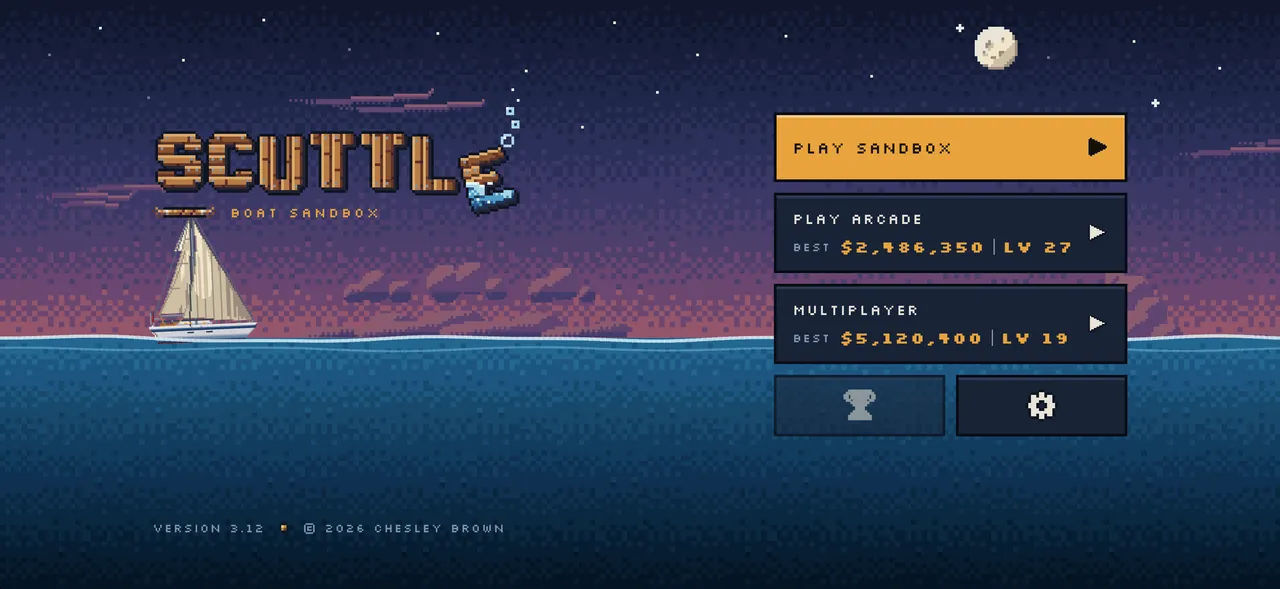 SCUTTLE
BOAT SANDBOX
PLAY SANDBOX
PLAY ARCADE
BEST $2,486,350 | LV 27
MULTIPLAYER
BEST $5,120,400 | LV 19
VERSION 3.12 ▪ © 2026 CHESLEY BROWN